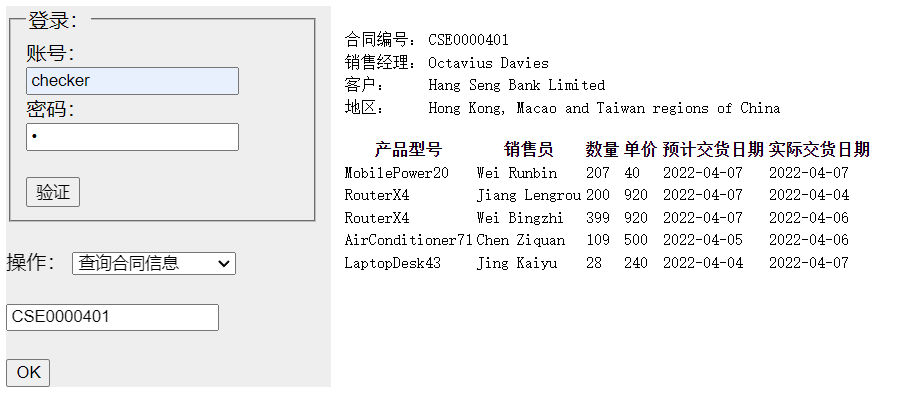 登录:
账号:
checker
密码:
•
验证
操作: 查询合同信息
CSE0000401
OK
合同编号: CSE0000401
销售经理: Octavius Davies
客户: Hang Seng Bank Limited
地区: Hong Kong, Macao and Taiwan regions of China
产品型号 销售员 数量 单价 预计交货日期 实际交货日期
MobilePower20 Wei Runbin 207 40 2022-04-07 2022-04-07
RouterX4 Jiang Lengrou 200 920 2022-04-07 2022-04-04
RouterX4 Wei Bingzhi 399 920 2022-04-07 2022-04-06
AirConditioner71 Chen Ziquan 109 500 2022-04-05 2022-04-06
LaptopDesk43 Jing Kaiyu 28 240 2022-04-04 2022-04-07